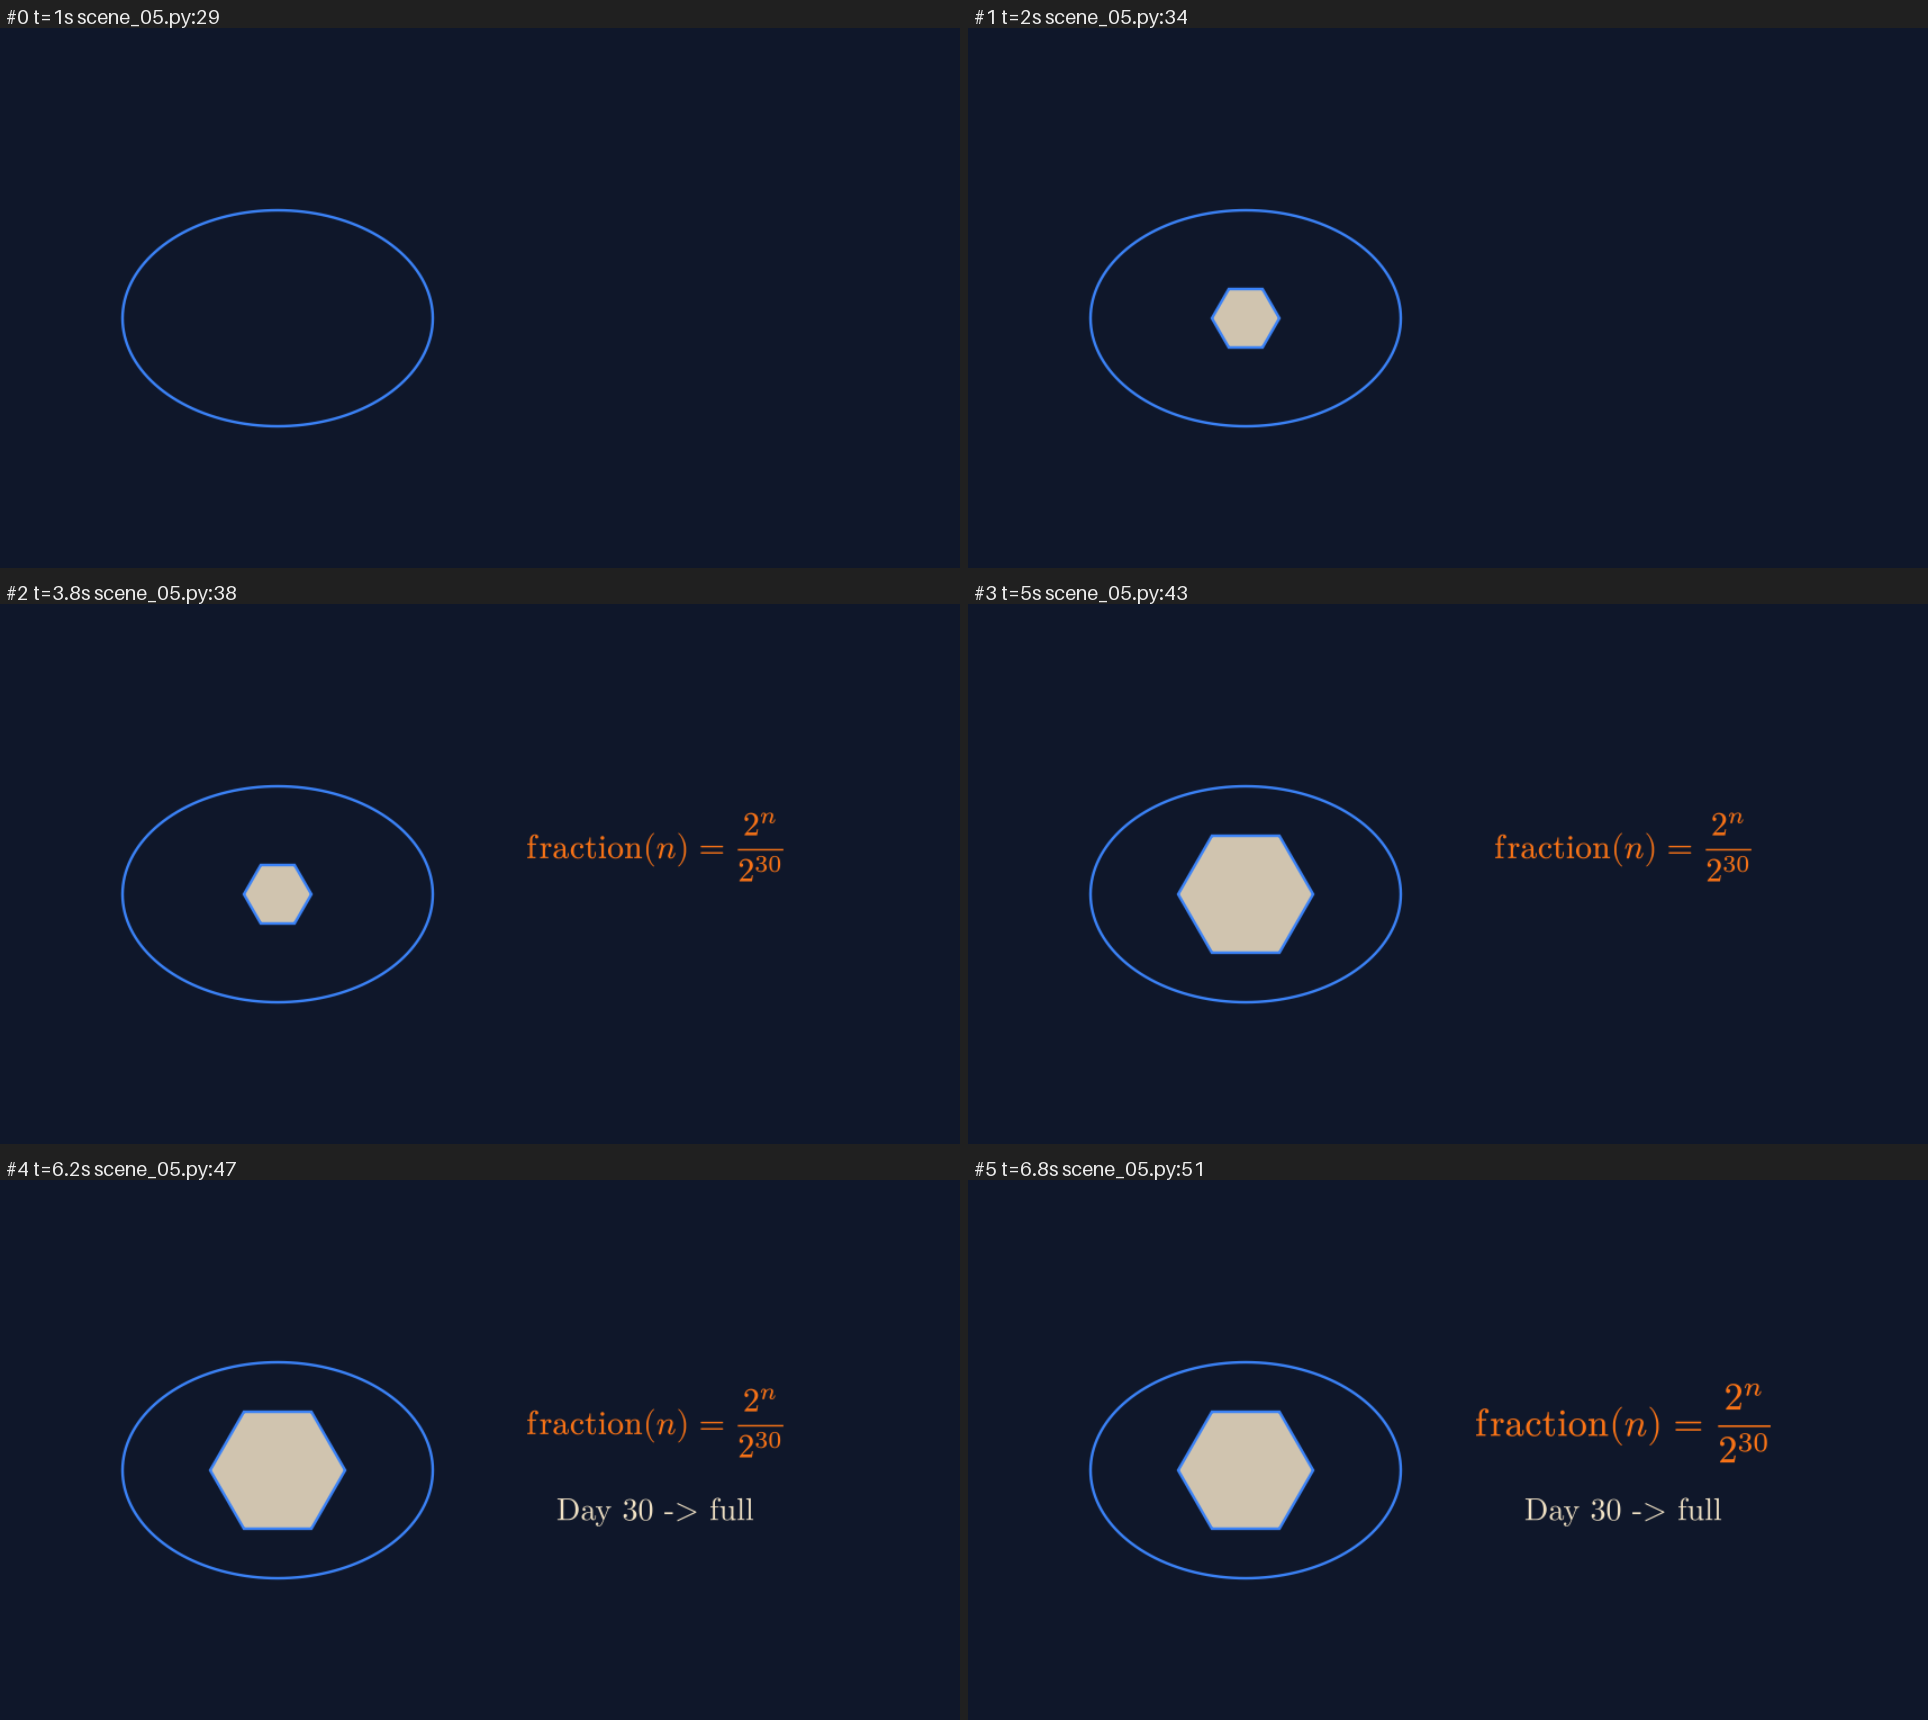 #0 t=1s scene_05.py:29
#1 t=2s scene_05.py:34
#2 t=3.8s scene_05.py:38
#3 t=5s scene_05.py:43
fraction(n) = 2^n / 2^30
fraction(n) = 2^n / 2^30
#4 t=6.2s scene_05.py:47
#5 t=6.8s scene_05.py:51
fraction(n) = 2^n / 2^30
Day 30 -> full
fraction(n) = 2^n / 2^30
Day 30 -> full